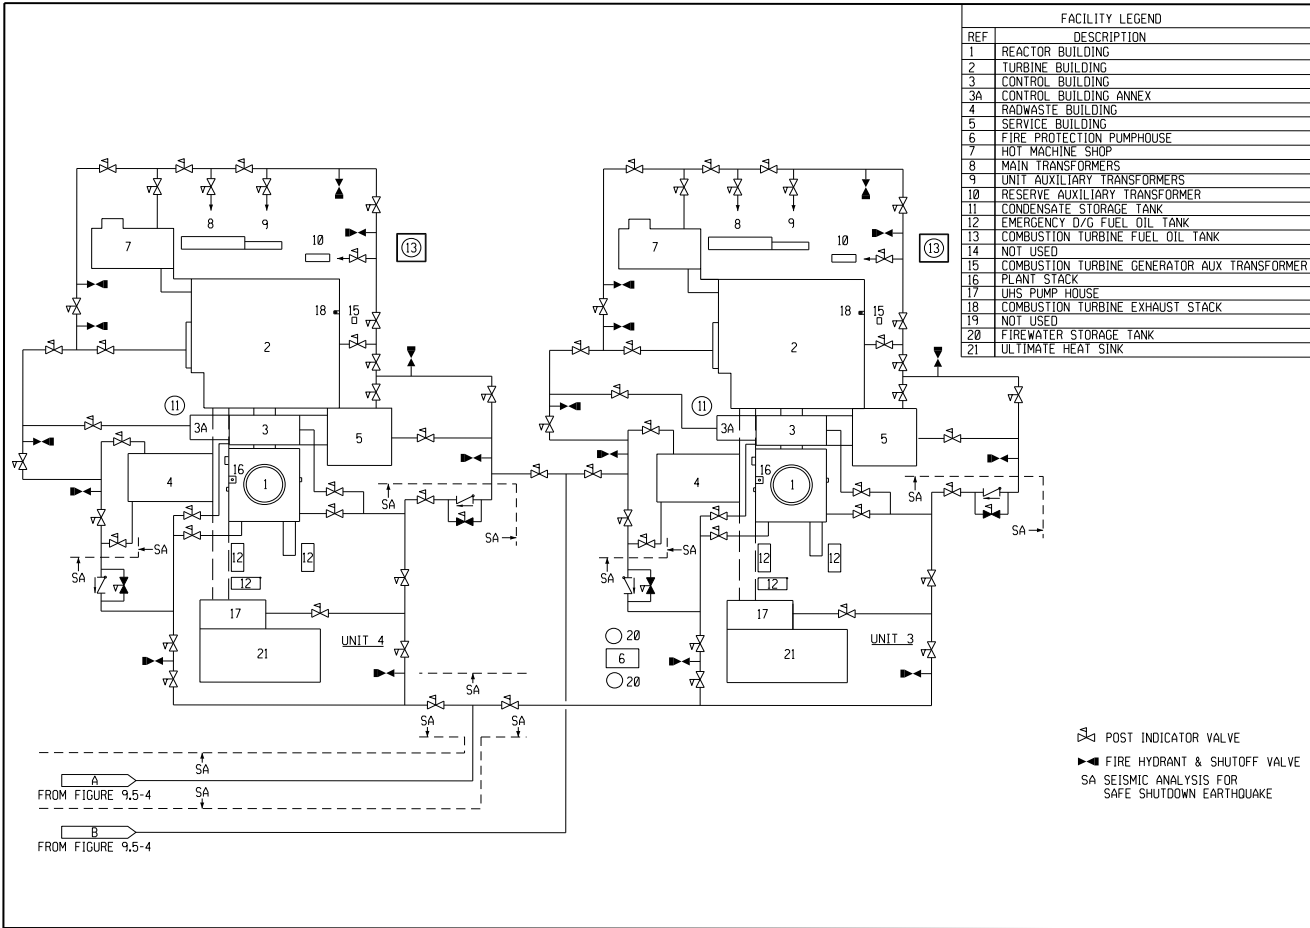 FACILITY LEGEND
REF DESCRIPTION
1 REACTOR BUILDING
2 TURBINE BUILDING
3 CONTROL BUILDING
3A CONTROL BUILDING ANNEX
4 RADWASTE BUILDING
5 SERVICE BUILDING
6 FIRE PROTECTION PUMPHOUSE
7 HOT MACHINE SHOP
8 MAIN TRANSFORMERS
9 UNIT AUXILIARY TRANSFORMERS
10 RESERVE AUXILIARY TRANSFORMER
11 CONDENSATE STORAGE TANK
12 EMERGENCY D/G FUEL OIL TANK
13 COMBUSTION TURBINE FUEL OIL TANK
14 NOT USED
15 COMBUSTION TURBINE GENERATOR AUX TRANSFORMER
16 PLANT STACK
17 UHS PUMP HOUSE
18 COMBUSTION TURBINE EXHAUST STACK
19 NOT USED
20 FIREWATER STORAGE TANK
21 ULTIMATE HEAT SINK
8 9
7 10 13
18 15
2
11
3A 3 5
16
4 1
SA
SA
SA
SA
12 12
12
17
UNIT 4
21
8 9
7 10 13
18 15
2
11
3A 3 5
16
4 1
SA
SA
SA
SA
12 12
12
17
UNIT 3
21
20
6
20
SA
SA SA
SA
A
FROM FIGURE 9.5-4
SA
B
FROM FIGURE 9.5-4
POST INDICATOR VALVE
FIRE HYDRANT & SHUTOFF VALVE
SA SEISMIC ANALYSIS FOR
SAFE SHUTDOWN EARTHQUAKE